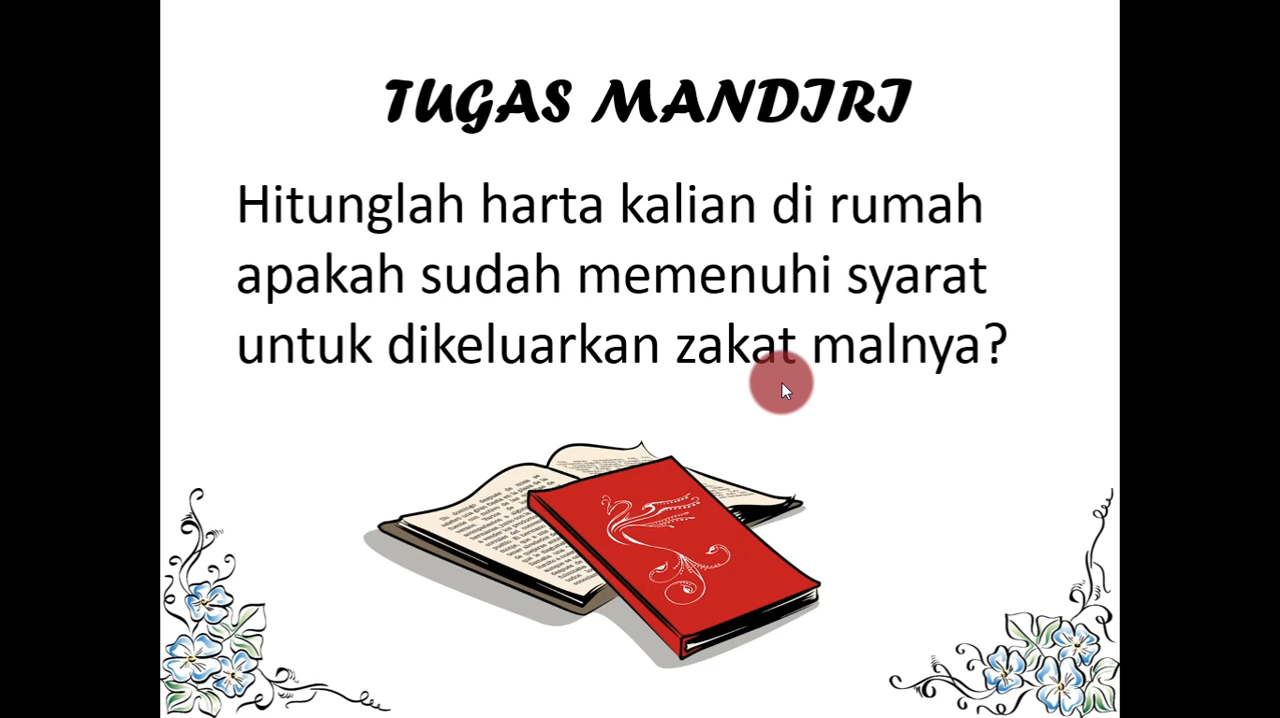 TUGAS MANDIRI
Hitunglah harta kalian di rumah
apakah sudah memenuhi syarat
untuk dikeluarkan zakat malnya?